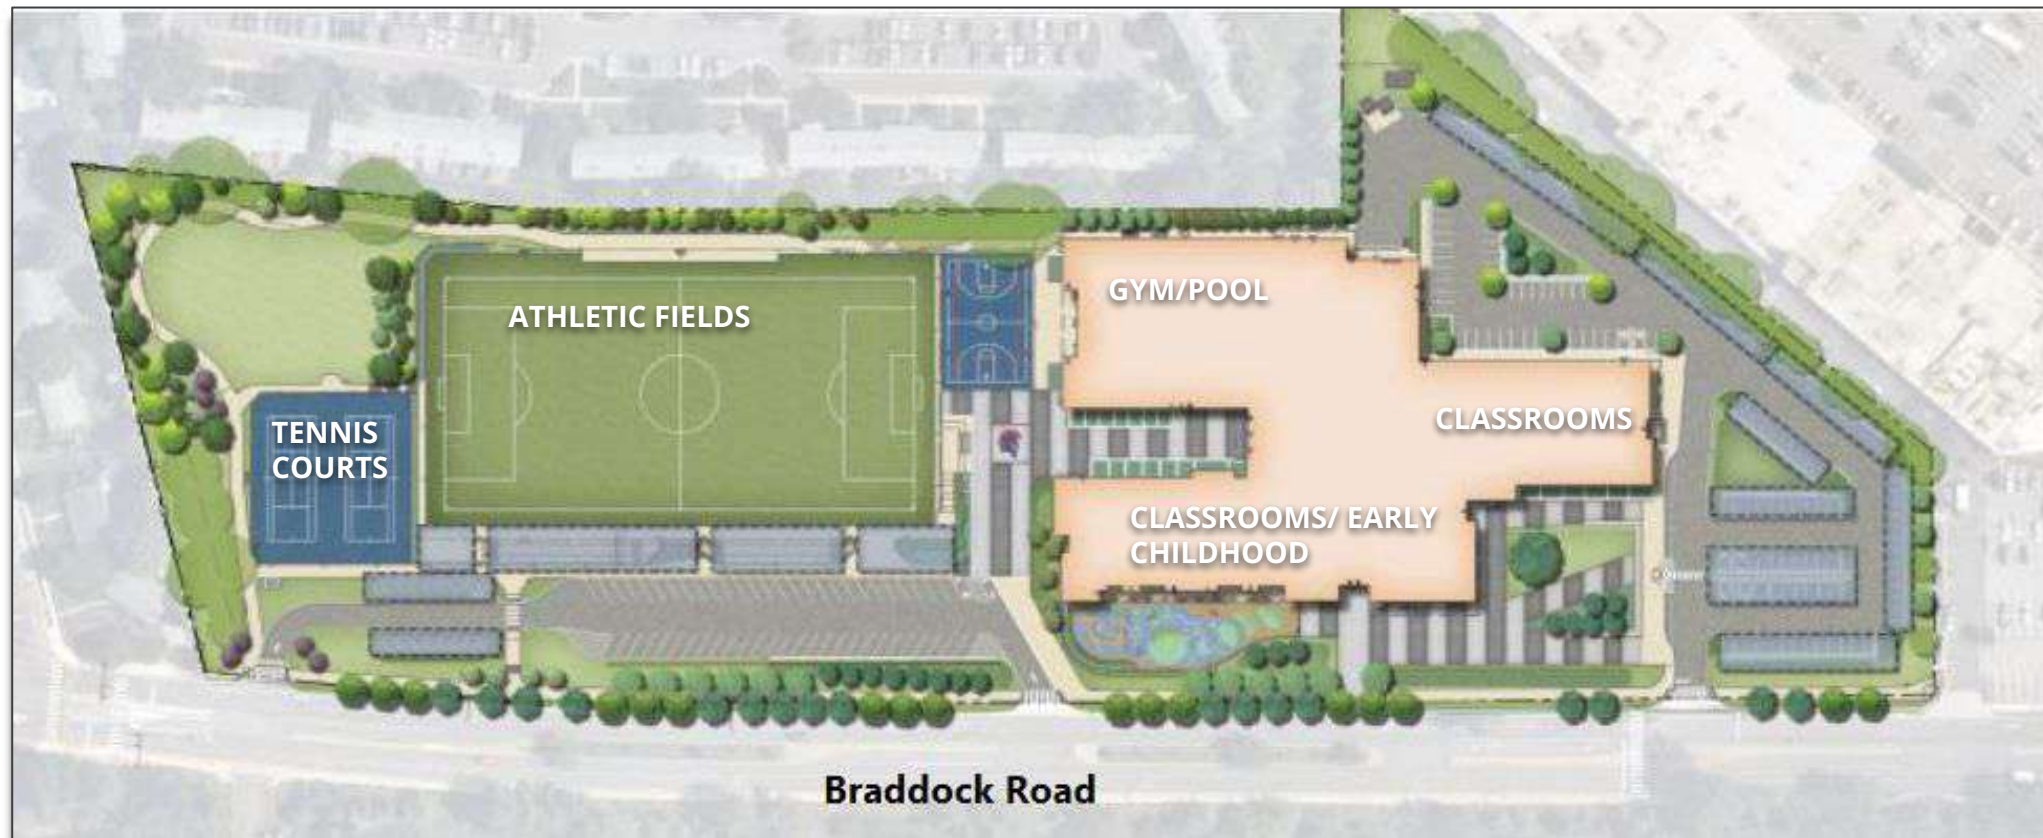 GYM/POOL
ATHLETIC FIELDS
CLASSROOMS
TENNIS
COURTS
CLASSROOMS/ EARLY
CHILDHOOD
Braddock Road